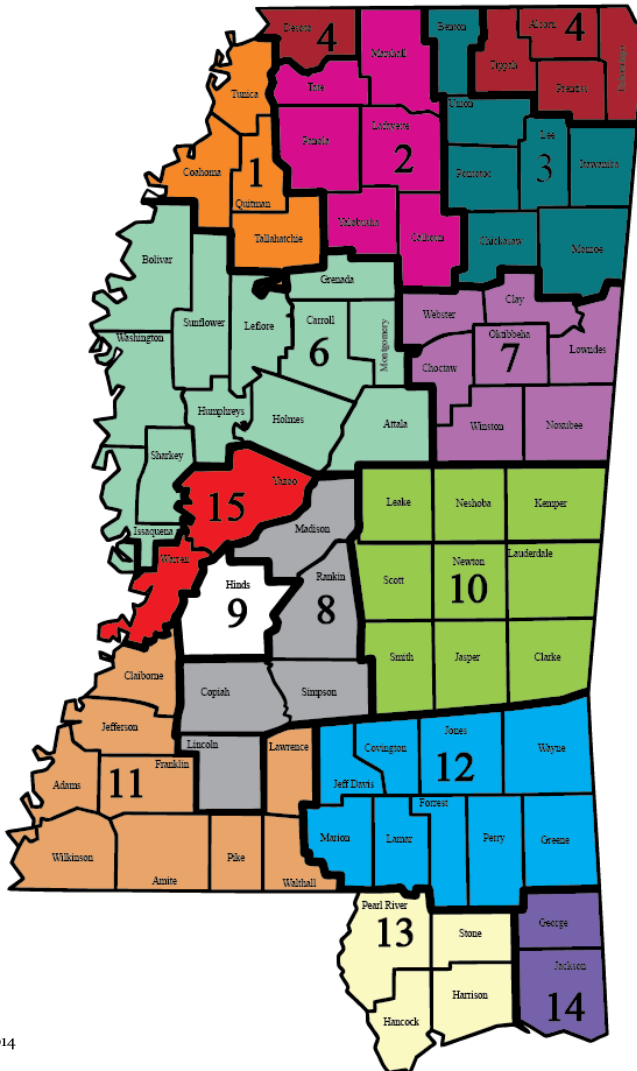 Desoto
4
Marshall
Benton
Alcorn
4
Tippah
Prentiss
Tunica
Tate
Union
Panola
Lafayette
Lee
Coahoma
1
2
Pontotoc
3
Itawamba
Quitman
Yalobusha
Calhoun
Chickasaw
Monroe
Tallahatchie
Bolivar
Grenada
Webster
Clay
Sunflower
Leflore
Carroll
Montgomery
Oktibbeha
Washington
6
7
Lowndes
Choctaw
Humphreys
Holmes
Attala
Winston
Noxubee
Sharkey
Yazoo
15
Leake
Neshoba
Kemper
Issaquena
Madison
Warren
Hinds
9
Rankin
8
Scott
Newton
10
Lauderdale
Smith
Jasper
Clarke
Claiborne
Copiah
Simpson
Jefferson
Lincoln
Lawrence
Covington
Jones
12
Wayne
Adams
11
Franklin
Jeff Davis
Forrest
Marion
Lamar
Perry
Greene
Wilkinson
Amite
Pike
Walthall
Pearl River
13
Stone
George
Hancock
Harrison
Jackson
14
014